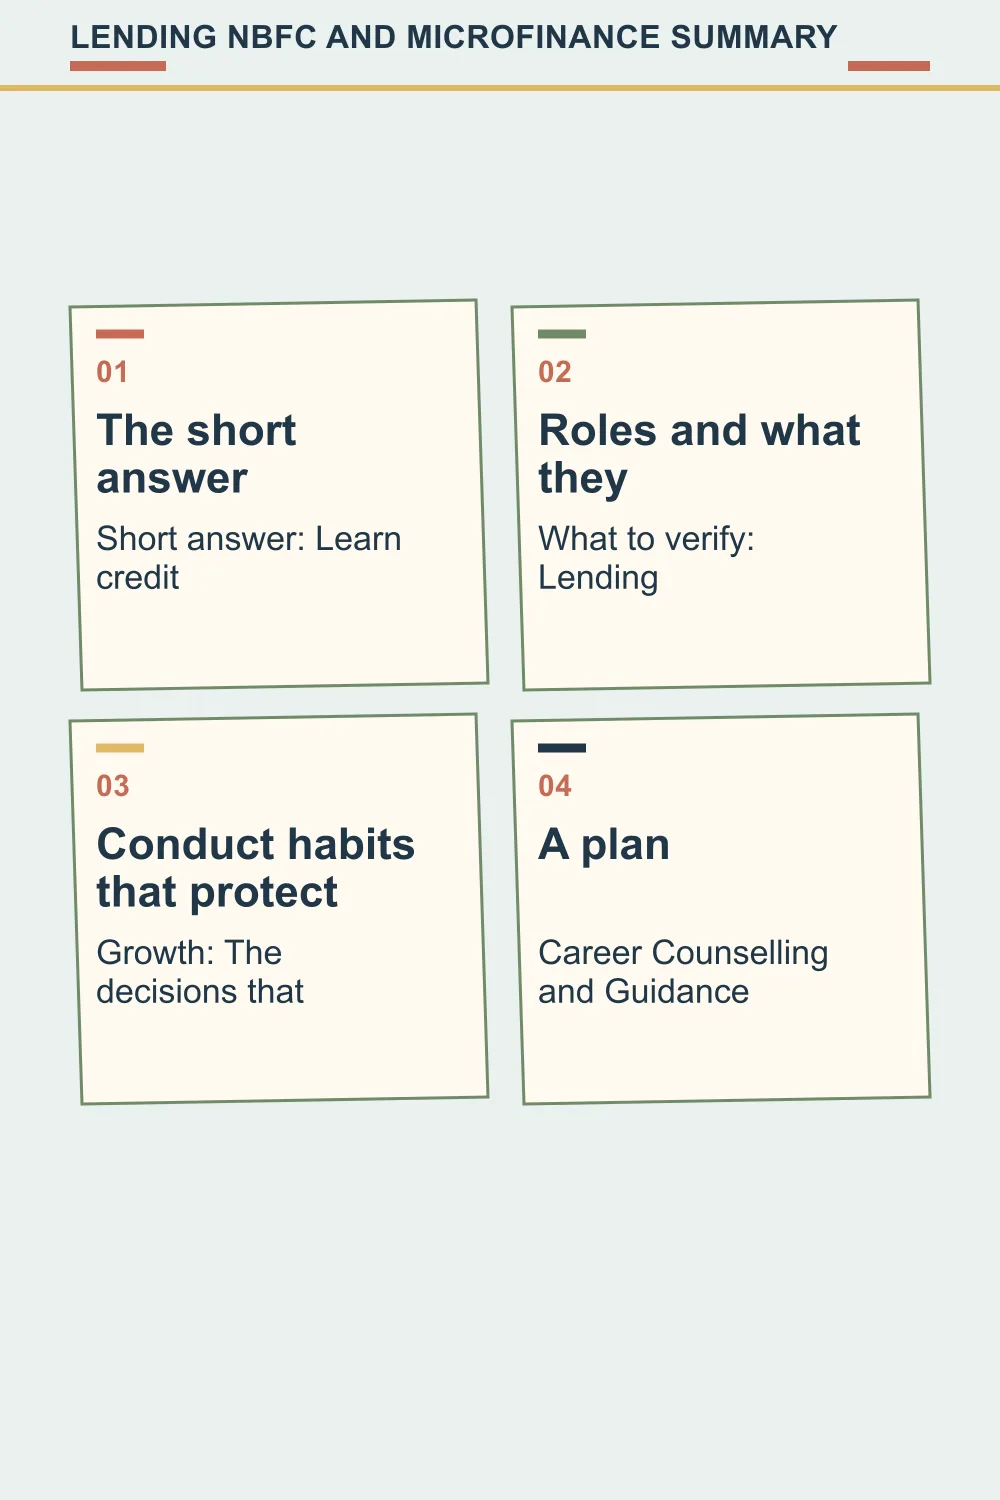 LENDING NBFC AND MICROFINANCE SUMMARY
01
The short
answer
Short answer: Learn
credit
02
Roles and what
they
What to verify:
Lending
03
Conduct habits
that protect
Growth: The
decisions that
04
A plan
Career Counselling
and Guidance